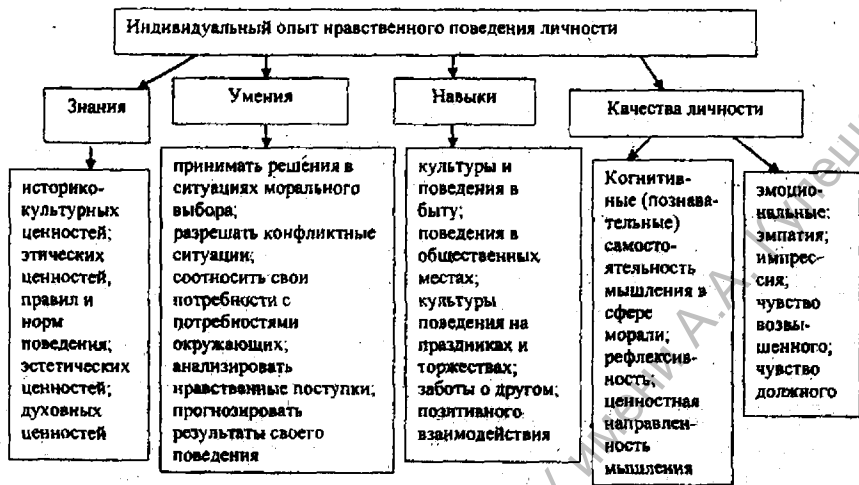 Индивидуальный опыт нравственного поведения личности
Знания
Умения
Навыки
Качества личности
историко-
культурных
ценностей;
этических
ценностей,
правил и
норм
поведения;
эстетических
ценностей;
духовных
ценностей
принимать решения в
ситуациях морального
выбора;
разрешать конфликтные
ситуации;
соотносить свои
потребности с
потребностями
окружающих;
анализировать
нравственные поступки;
прогнозировать
результаты своего
поведения
культуры и
поведения в
быту;
поведения в
общественных
местах;
культуры
поведения на
праздниках и
торжествах;
заботы о другом;
позитивного
взаимодействия
Когнитив-
ные (познава-
тельные)
самосто-
ятельность
мышления в
сфере
морали;
рефлексив-
ность;
ценностная
направлен-
ность
мышления
эмоцио-
нальные:
эмпатия;
импрес-
сия;
чувство
возвы-
шенного;
чувство
должного
имени А.А. Кулеш